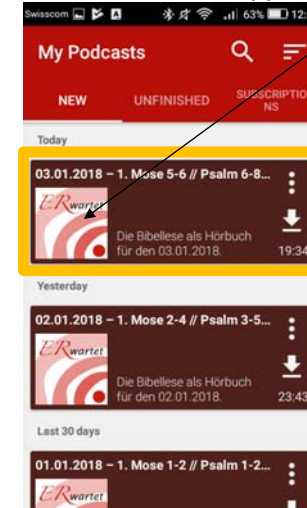 Swisscom 63% 12:
My Podcasts
NEW UNFINISHED SUBSCRIPTIO
NS
Today
03.01.2018 – 1. Mose 5-6 // Psalm 6-8...
ERwartet
Die Bibellese als Hörbuch
für den 03.01.2018. 19:34
Yesterday
02.01.2018 – 1. Mose 2-4 // Psalm 3-5...
ERwartet
Die Bibellese als Hörbuch
für den 02.01.2018. 23:43
Last 30 days
01.01.2018 – 1. Mose 1-2 // Psalm 1-2...
ERwartet